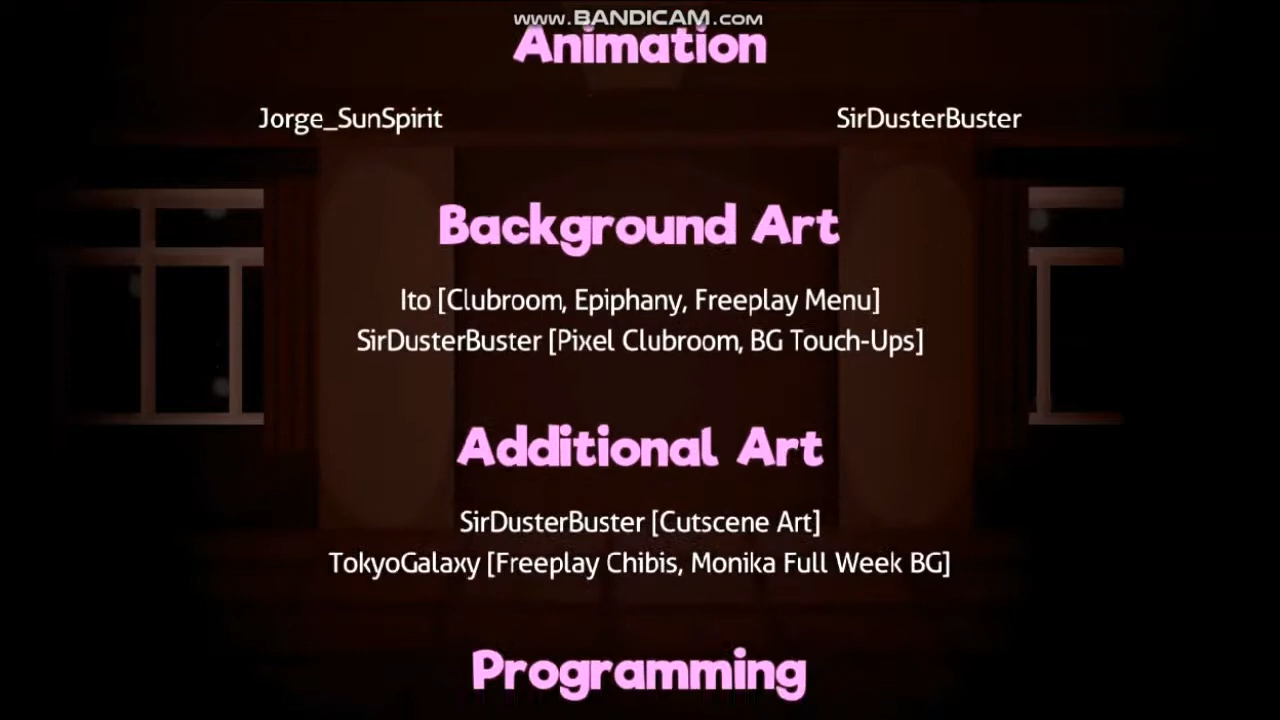 www.BANDICAM.com
Animation
Jorge_SunSpirit SirDusterBuster
Background Art
Ito [Clubroom, Epiphany, Freeplay Menu]
SirDusterBuster [Pixel Clubroom, BG Touch-Ups]
Additional Art
SirDusterBuster [Cutscene Art]
TokyoGalaxy [Freeplay Chibis, Monika Full Week BG]
Programming